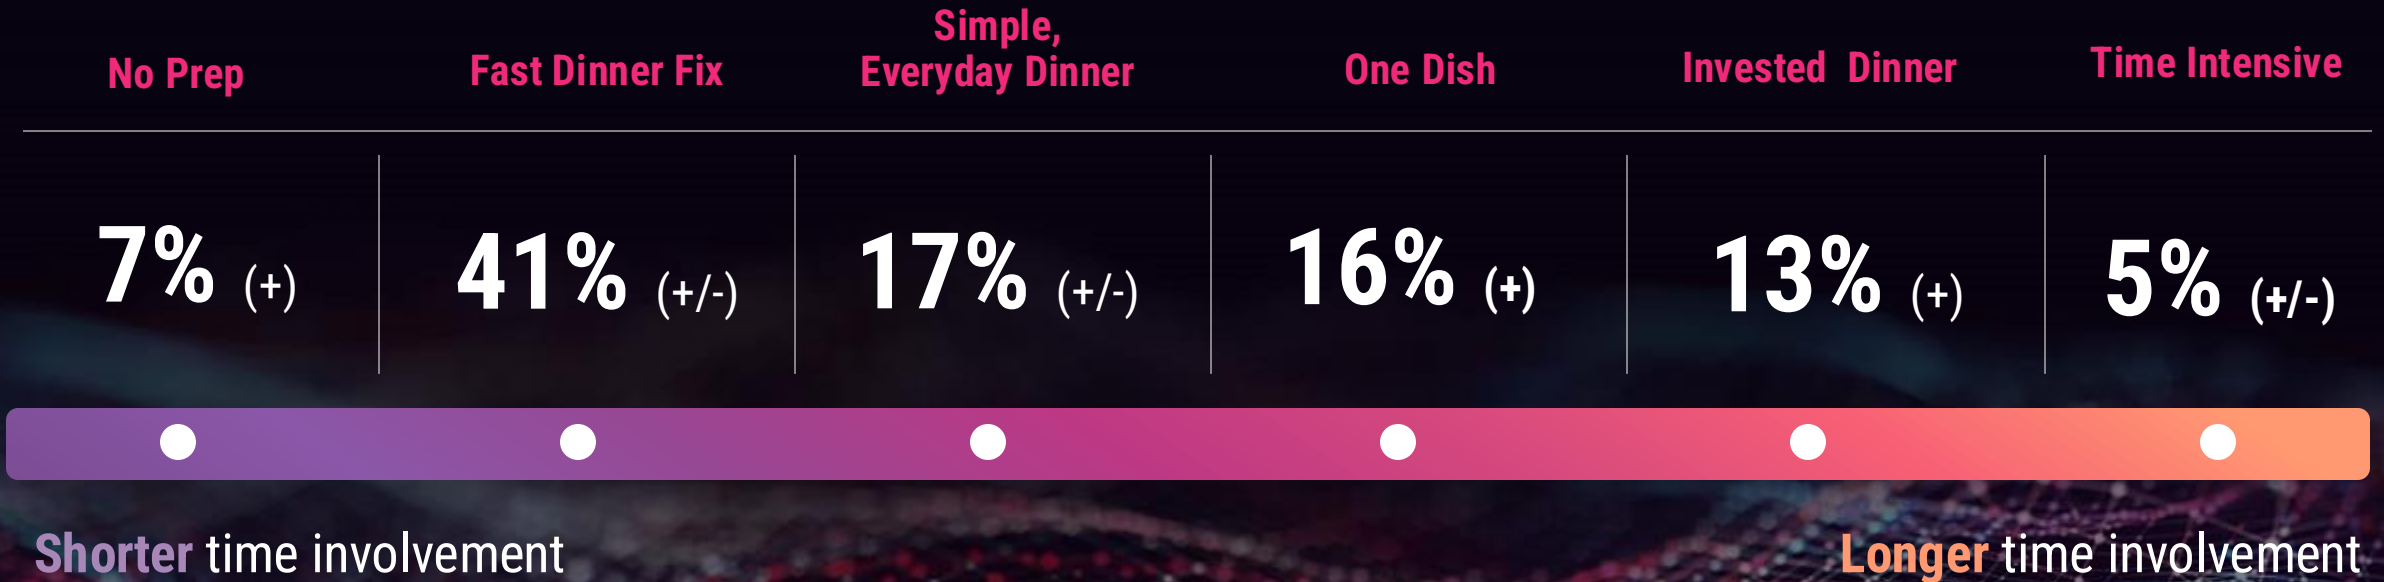 No Prep
Fast Dinner Fix
Simple,
Everyday Dinner
One Dish
Invested  Dinner
Time Intensive
7% (+)
41% (+/-)
17% (+/-)
16% (+)
13% (+)
5% (+/-)
Shorter time involvement
Longer time involvement